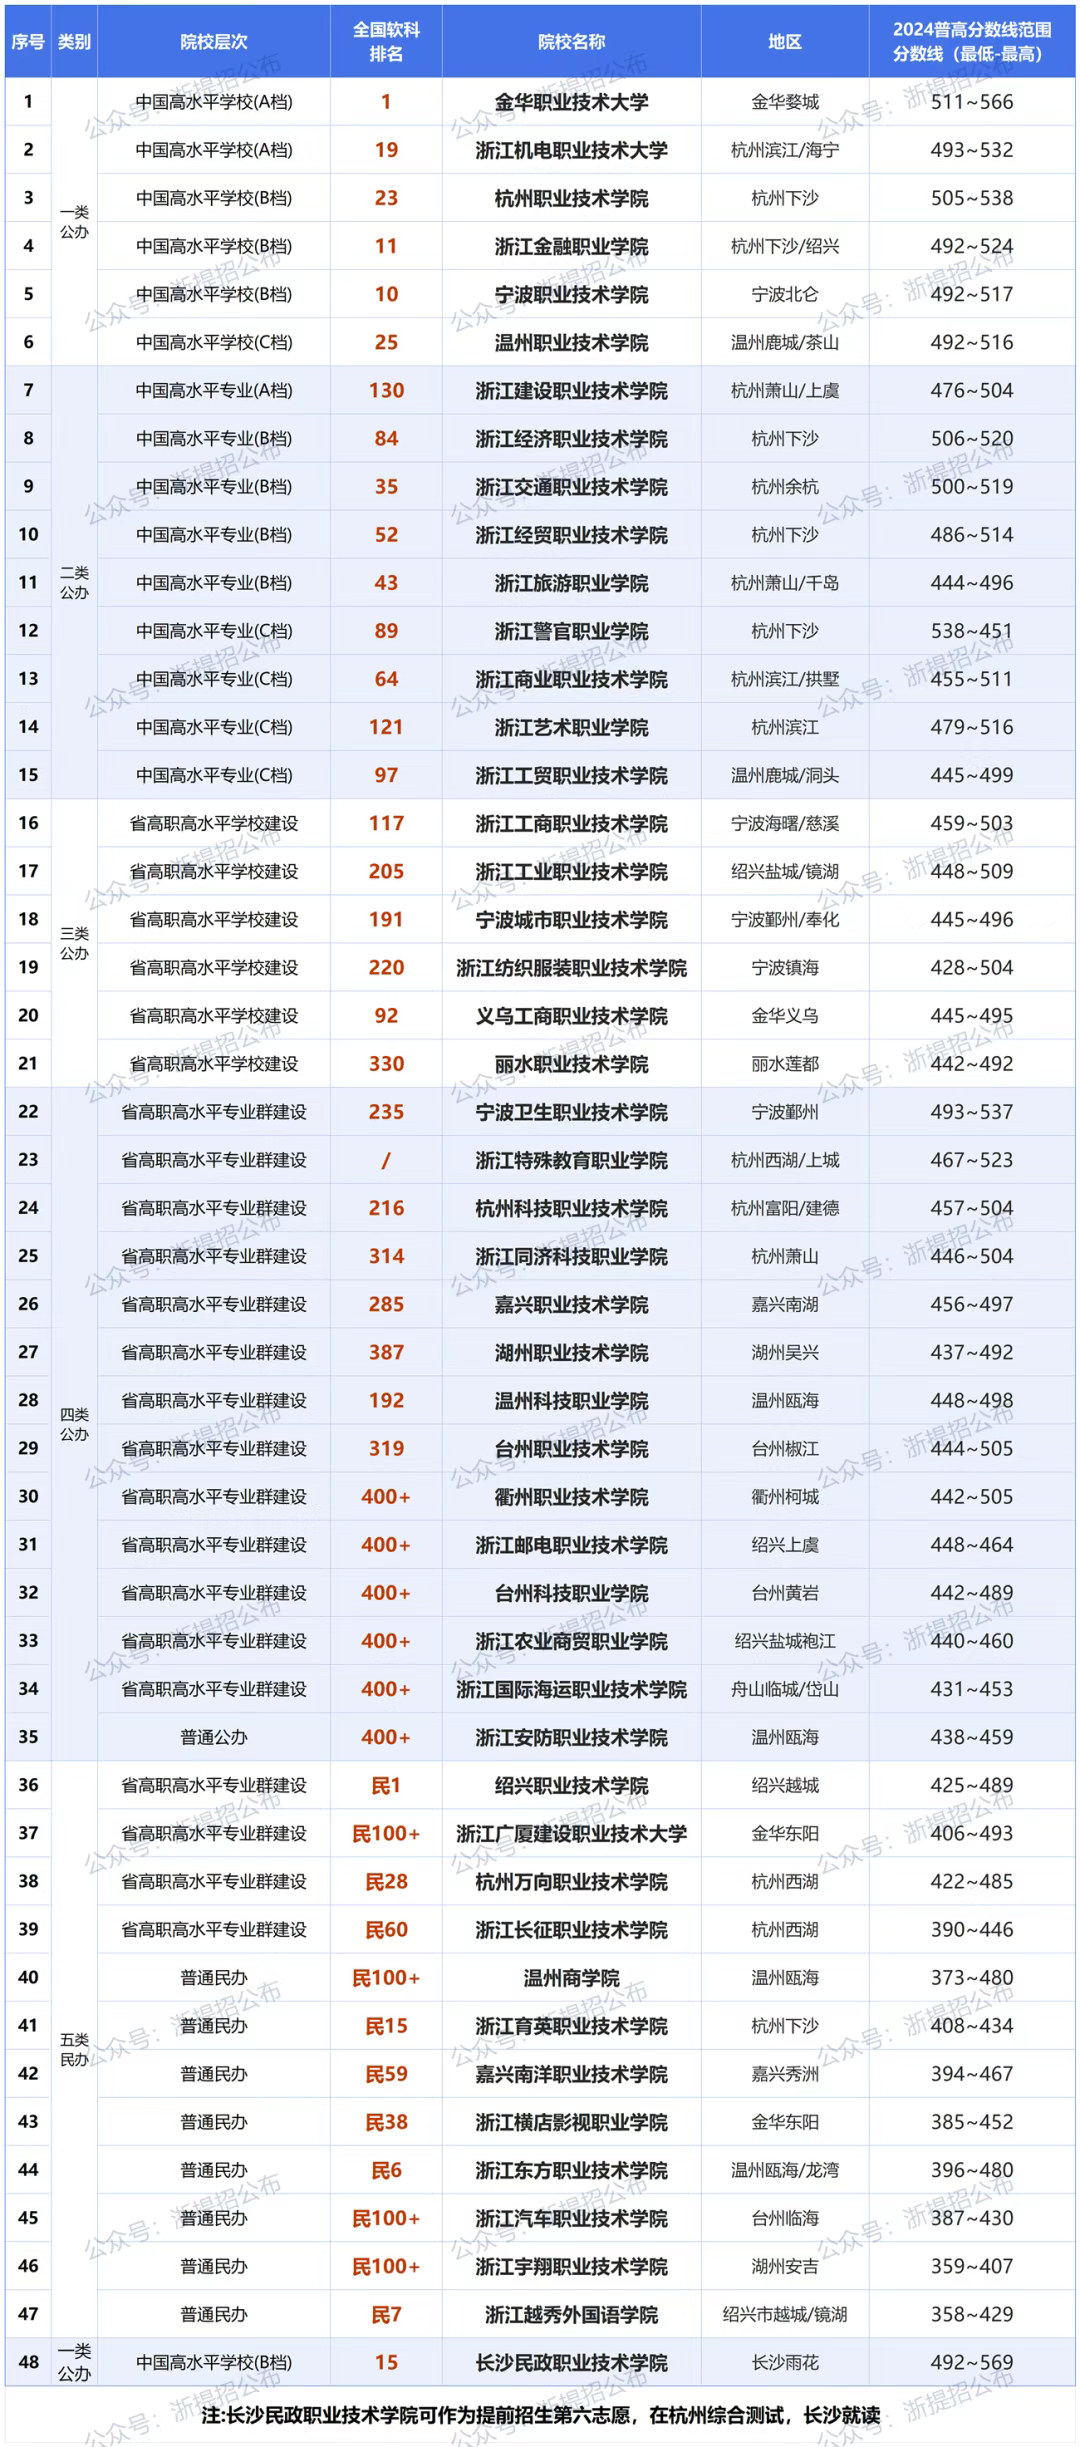 序号 类别 院校层次 全国软科排名 院校名称 地区 2024普高分数线范围分数线（最低-最高）
1 一类公办 中国高水平学校(A档) 1 金华职业技术大学 金华婺城 511~566
2 中国高水平学校(A档) 19 浙江机电职业技术大学 杭州滨江/海宁 493~532
3 中国高水平学校(B档) 23 杭州职业技术学院 杭州下沙 505~538
4 中国高水平学校(B档) 11 浙江金融职业学院 杭州下沙/绍兴 492~524
5 中国高水平学校(B档) 10 宁波职业技术学院 宁波北仑 492~517
6 中国高水平学校(C档) 25 温州职业技术学院 温州鹿城/茶山 492~516
7 二类公办 中国高水平专业(A档) 130 浙江建设职业技术学院 杭州萧山/上虞 476~504
8 中国高水平专业(B档) 84 浙江经济职业技术学院 杭州下沙 506~520
9 中国高水平专业(B档) 35 浙江交通职业技术学院 杭州余杭 500~519
10 中国高水平专业(B档) 52 浙江经贸职业技术学院 杭州下沙 486~514
11 中国高水平专业(B档) 43 浙江旅游职业学院 杭州萧山/千岛 444~496
12 中国高水平专业(C档) 89 浙江警官职业学院 杭州下沙 538~451
13 中国高水平专业(C档) 64 浙江商业职业技术学院 杭州滨江/拱墅 455~511
14 中国高水平专业(C档) 121 浙江艺术职业学院 杭州滨江 479~516
15 中国高水平专业(C档) 97 浙江工贸职业技术学院 温州鹿城/洞头 445~499
16 三类公办 省高职高水平学校建设 117 浙江工商职业技术学院 宁波海曙/慈溪 459~503
17 省高职高水平学校建设 205 浙江工业职业技术学院 绍兴盐城/镜湖 448~509
18 省高职高水平学校建设 191 宁波城市职业技术学院 宁波鄞州/奉化 445~496
19 省高职高水平学校建设 220 浙江纺织服装职业技术学院 宁波镇海 428~504
20 省高职高水平学校建设 92 义乌工商职业技术学院 金华义乌 445~495
21 省高职高水平学校建设 330 丽水职业技术学院 丽水莲都 442~492
22 四类公办 省高职高水平专业群建设 235 宁波卫生职业技术学院 宁波鄞州 493~537
23 省高职高水平专业群建设 / 浙江特殊教育职业学院 杭州西湖/上城 467~523
24 省高职高水平专业群建设 216 杭州科技职业技术学院 杭州富阳/建德 457~504
25 省高职高水平专业群建设 314 浙江同济科技职业学院 杭州萧山 446~504
26 省高职高水平专业群建设 285 嘉兴职业技术学院 嘉兴南湖 456~497
27 省高职高水平专业群建设 387 湖州职业技术学院 湖州吴兴 437~492
28 省高职高水平专业群建设 192 温州科技职业学院 温州瓯海 448~498
29 省高职高水平专业群建设 319 台州职业技术学院 台州椒江 444~505
30 省高职高水平专业群建设 400+ 衢州职业技术学院 衢州柯城 442~505
31 省高职高水平专业群建设 400+ 浙江邮电职业技术学院 绍兴上虞 448~464
32 省高职高水平专业群建设 400+ 台州科技职业学院 台州黄岩 442~489
33 省高职高水平专业群建设 400+ 浙江农业商贸职业学院 绍兴盐城袍江 440~460
34 省高职高水平专业群建设 400+ 浙江国际海运职业技术学院 舟山临城/岱山 431~453
35 普通公办 400+ 浙江安防职业技术学院 温州瓯海 438~459
36 五类民办 省高职高水平专业群建设 民1 绍兴职业技术学院 绍兴越城 425~489
37 省高职高水平专业群建设 民100+ 浙江广厦建设职业技术大学 金华东阳 406~493
38 省高职高水平专业群建设 民28 杭州万向职业技术学院 杭州西湖 422~485
39 省高职高水平专业群建设 民60 浙江长征职业技术学院 杭州西湖 390~446
40 普通民办 民100+ 温州商学院 温州瓯海 373~480
41 普通民办 民15 浙江育英职业技术学院 杭州下沙 408~434
42 普通民办 民59 嘉兴南洋职业技术学院 嘉兴秀洲 394~467
43 普通民办 民38 浙江横店影视职业学院 金华东阳 385~452
44 普通民办 民6 浙江东方职业技术学院 温州瓯海/龙湾 396~480
45 普通民办 民100+ 浙江汽车职业技术学院 台州临海 387~430
46 普通民办 民100+ 浙江宇翔职业技术学院 湖州安吉 359~407
47 普通民办 民7 浙江越秀外国语学院 绍兴市越城/镜湖 358~429
48 一类公办 中国高水平学校(B档) 15 长沙民政职业技术学院 长沙雨花 492~569
注:长沙民政职业技术学院可作为提前招生第六志愿，在杭州综合测试，长沙就读
公众号：浙提招公布